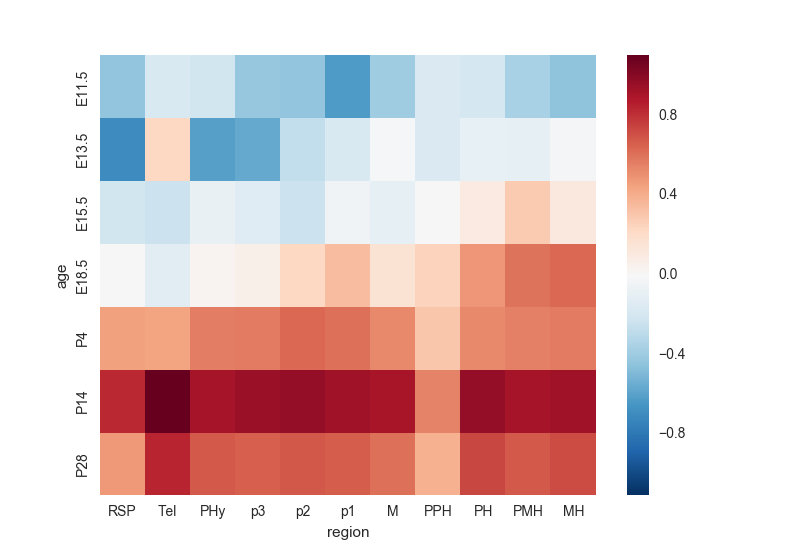 E11.5
E13.5
E15.5
E18.5
P4
P14
P28
age
RSP Tel PHy p3 p2 p1 M PPH PH PMH MH
region
0.8
0.4
0.0
−0.4
−0.8